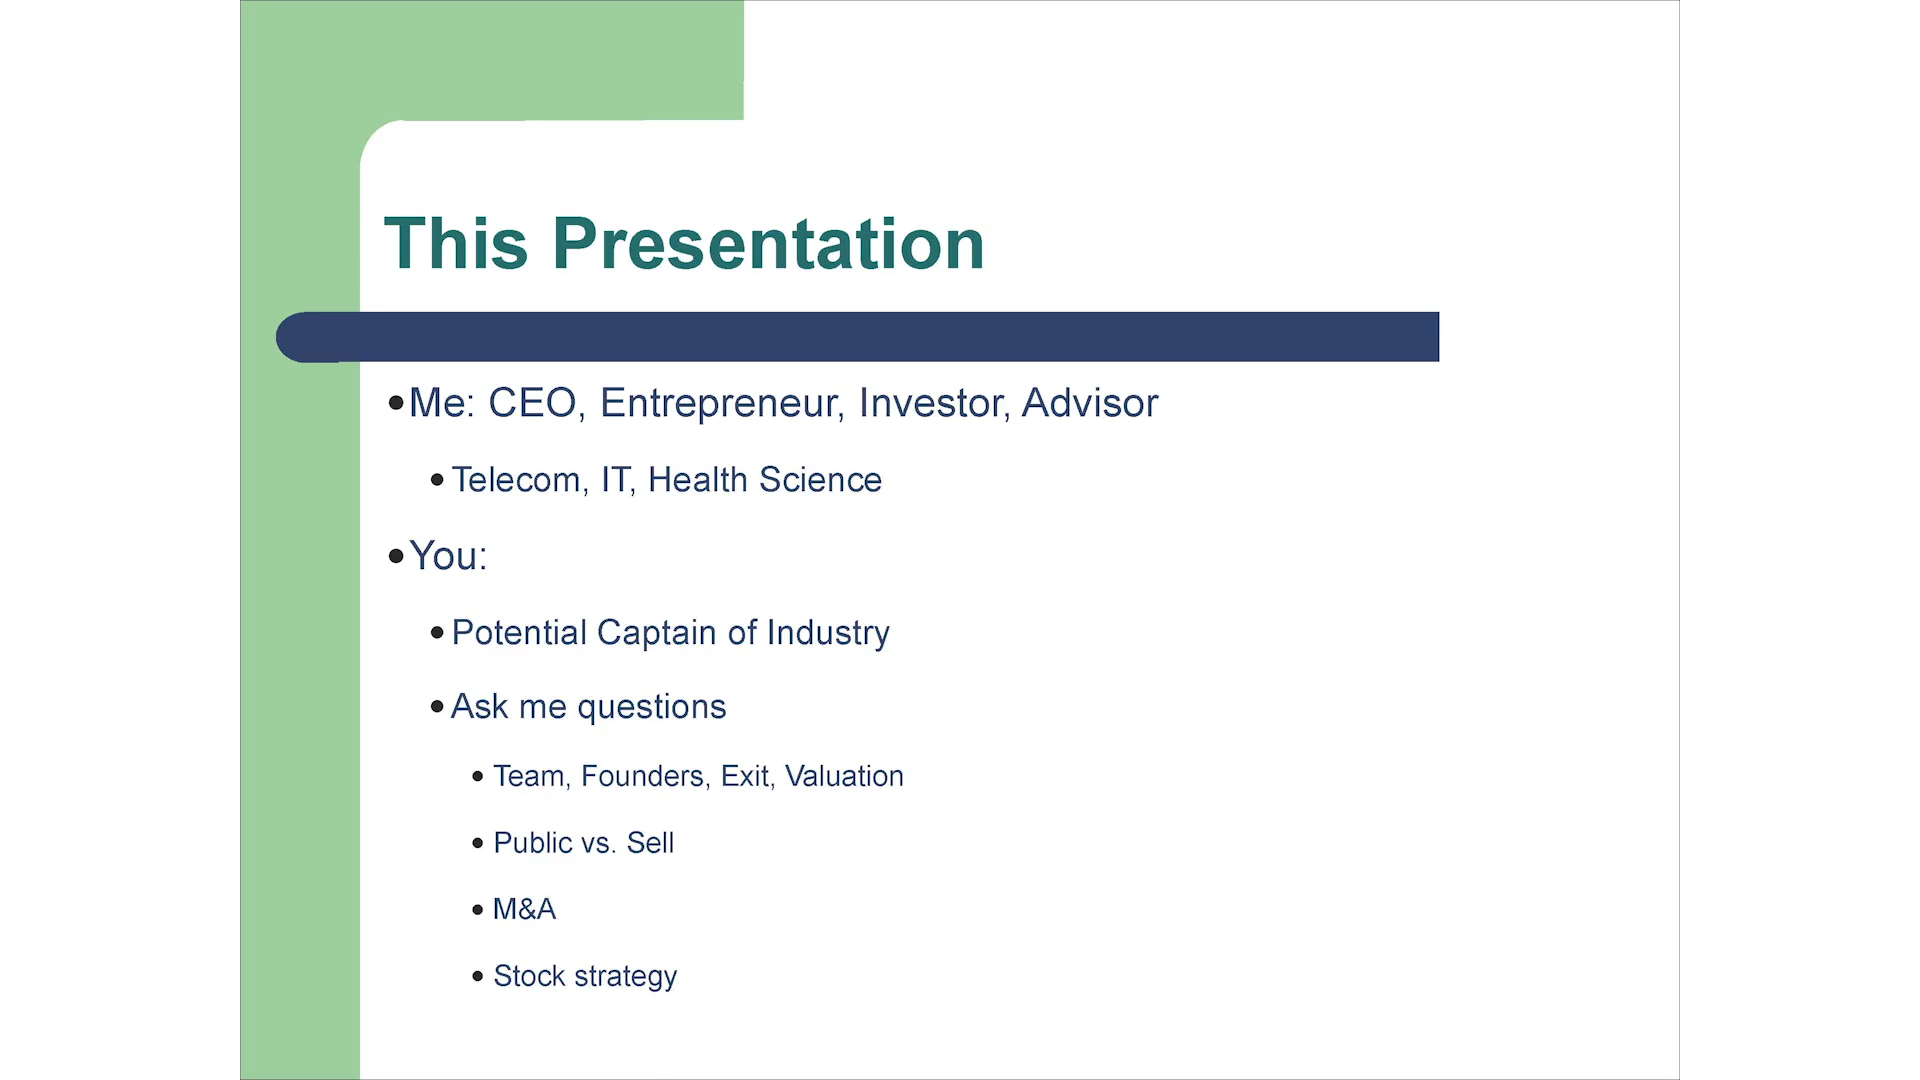 This Presentation
•Me: CEO, Entrepreneur, Investor, Advisor
•Telecom, IT, Health Science
•You:
•Potential Captain of Industry
•Ask me questions
•Team, Founders, Exit, Valuation
•Public vs. Sell
•M&A
•Stock strategy